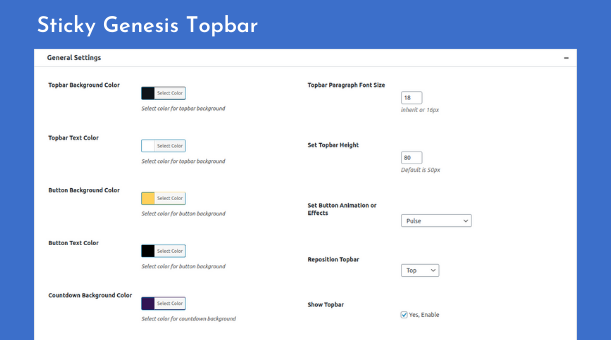 Sticky Genesis Topbar
General Settings
Topbar Background Color
Select Color
Select color for topbar background
Topbar Text Color
Select Color
Select color for topbar background
Button Background Color
Select Color
Select color for button background
Button Text Color
Select Color
Select color for button background
Countdown Background Color
Select Color
Select color for countdown background
Topbar Paragraph Font Size
18
inherit or 16px
Set Topbar Height
80
Default is 50px
Set Button Animation or
Effects
Pulse
Reposition Topbar
Top
Show Topbar
Yes, Enable